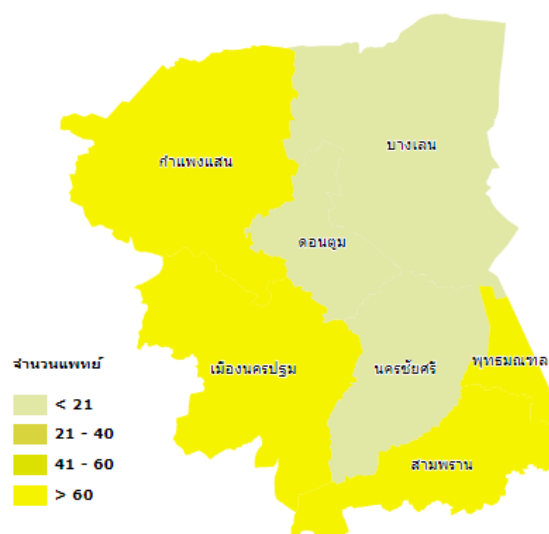 บางเลน
กำแพงแสน
ดอนตูม
พุทธมณฑล
จำนวนแพทย์
เมืองนครปฐม
นครชัยศรี
< 21
21 - 40
41 - 60
สามพราน
> 60